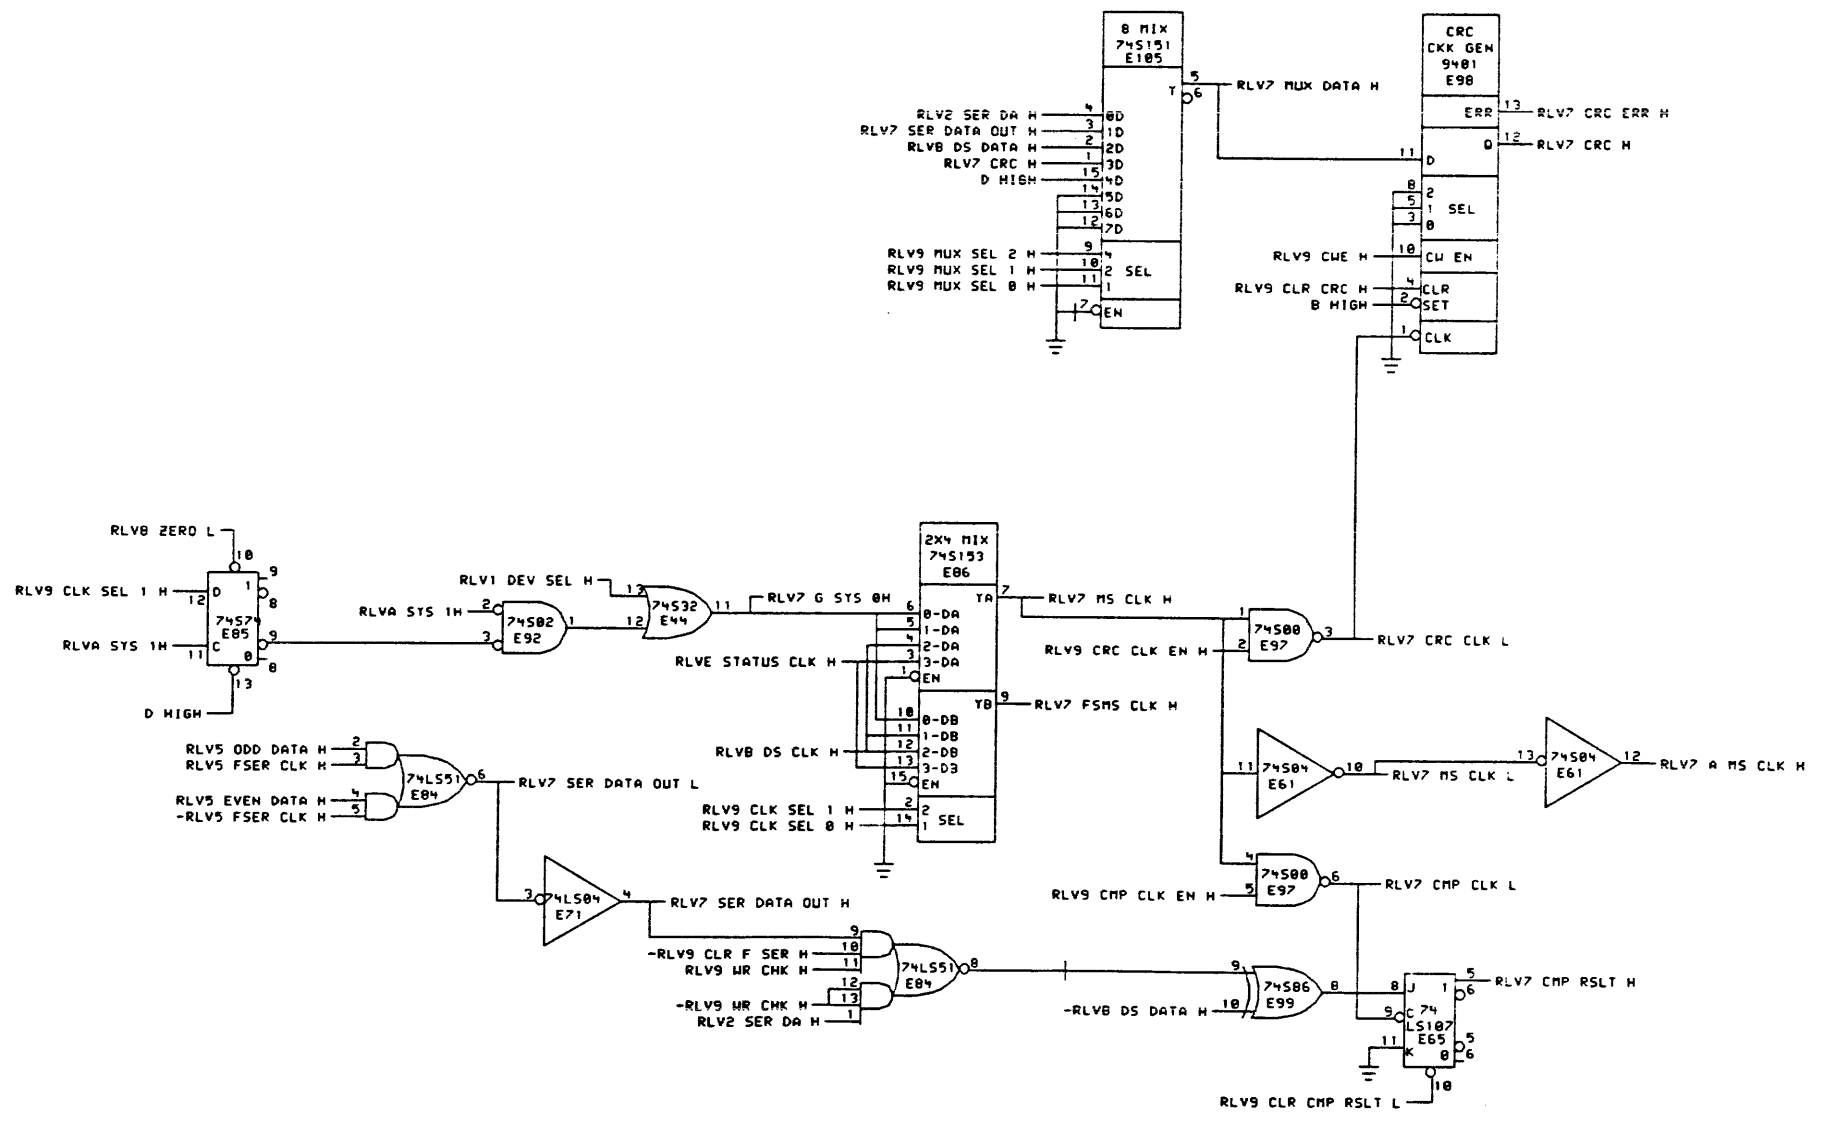 8 MIX
74S151
E105
Y
5
6
RLV7 MUX DATA H
RLV2 SER DA H 4 0D
RLV7 SER DATA OUT H 3 1D
RLV8 DS DATA H 2 2D
RLV7 CRC H 1 3D
D HIGH 15 4D
14 5D
13 6D
12 7D
RLV9 MUX SEL 2 H 9 4
RLV9 MUX SEL 1 H 10 2 SEL
RLV9 MUX SEL 0 H 11 1
7 EN
CRC
CKK GEN
9401
E98
ERR 13 RLV7 CRC ERR H
Q 12 RLV7 CRC H
11 D
8 2
5 1 SEL
3 0
RLV9 CWE H 10 CW EN
RLV9 CLR CRC H 4 CLR
B HIGH 2 SET
1 CLK
RLV8 ZERO L
10
RLV9 CLK SEL 1 H 12 D 1 9
8
74S74
E85
RLVA SYS 1H 11 C 9
0 8
13
D HIGH
RLV1 DEV SEL H 13
RLVA SYS 1H 2
3
74S02
E92
1
12
74S32
E44
11
RLV7 G SYS 0H
2X4 MIX
74S153
E86
YA 7 RLV7 MS CLK H
6 0-DA
5 1-DA
4 2-DA
RLVE STATUS CLK H 3 3-DA
1 EN
YB 9 RLV7 FSMS CLK H
10 0-DB
11 1-DB
RLVB DS CLK H 12 2-DB
13 3-D3
15 EN
RLV9 CLK SEL 1 H 2 2
RLV9 CLK SEL 0 H 14 1 SEL
1
RLV9 CRC CLK EN H 2
74S00
E97
3 RLV7 CRC CLK L
11 74S04
E61
10 RLV7 MS CLK L
13 74S04
E61
12 RLV7 A MS CLK H
4
RLV9 CMP CLK EN H 5
74S00
E97
6 RLV7 CMP CLK L
RLV5 ODD DATA H 2
RLV5 FSER CLK H 3
RLV5 EVEN DATA H 4
-RLV5 FSER CLK H 5
74LS51
E84
6 RLV7 SER DATA OUT L
3 74LS04
E71
4 RLV7 SER DATA OUT H
9
-RLV9 CLR F SER H 10
RLV9 WR CHK H 11
12
-RLV9 WR CHK H 13
RLV2 SER DA H 1
74LS51
E84
8
9
-RLVB DS DATA H 10
74S86
E99
8
8 J 1 5 RLV7 CMP RSLT H
6
9 C
74
LS107
E65
11 K 0
5
6
10
RLV9 CLR CMP RSLT L